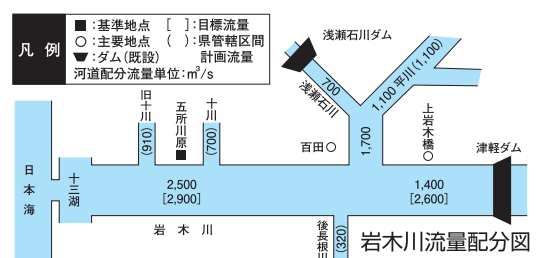 凡例
■:基準地点 [ ]:目標流量
○:主要地点 ( ):県管轄区間
:ダム(既設) 計画流量
河道配分流量単位:m³/s
浅瀬石川ダム
700
浅瀬石川
1,100 平川(1,100)
旧十川
(910)
五所川原■
十川
(700)
百田○
1,700
上岩木橋○
津軽ダム
日本海
十三湖
2,500
[2,900]
1,400
[2,600]
岩木川
後長根川
(320)
岩木川流量配分図